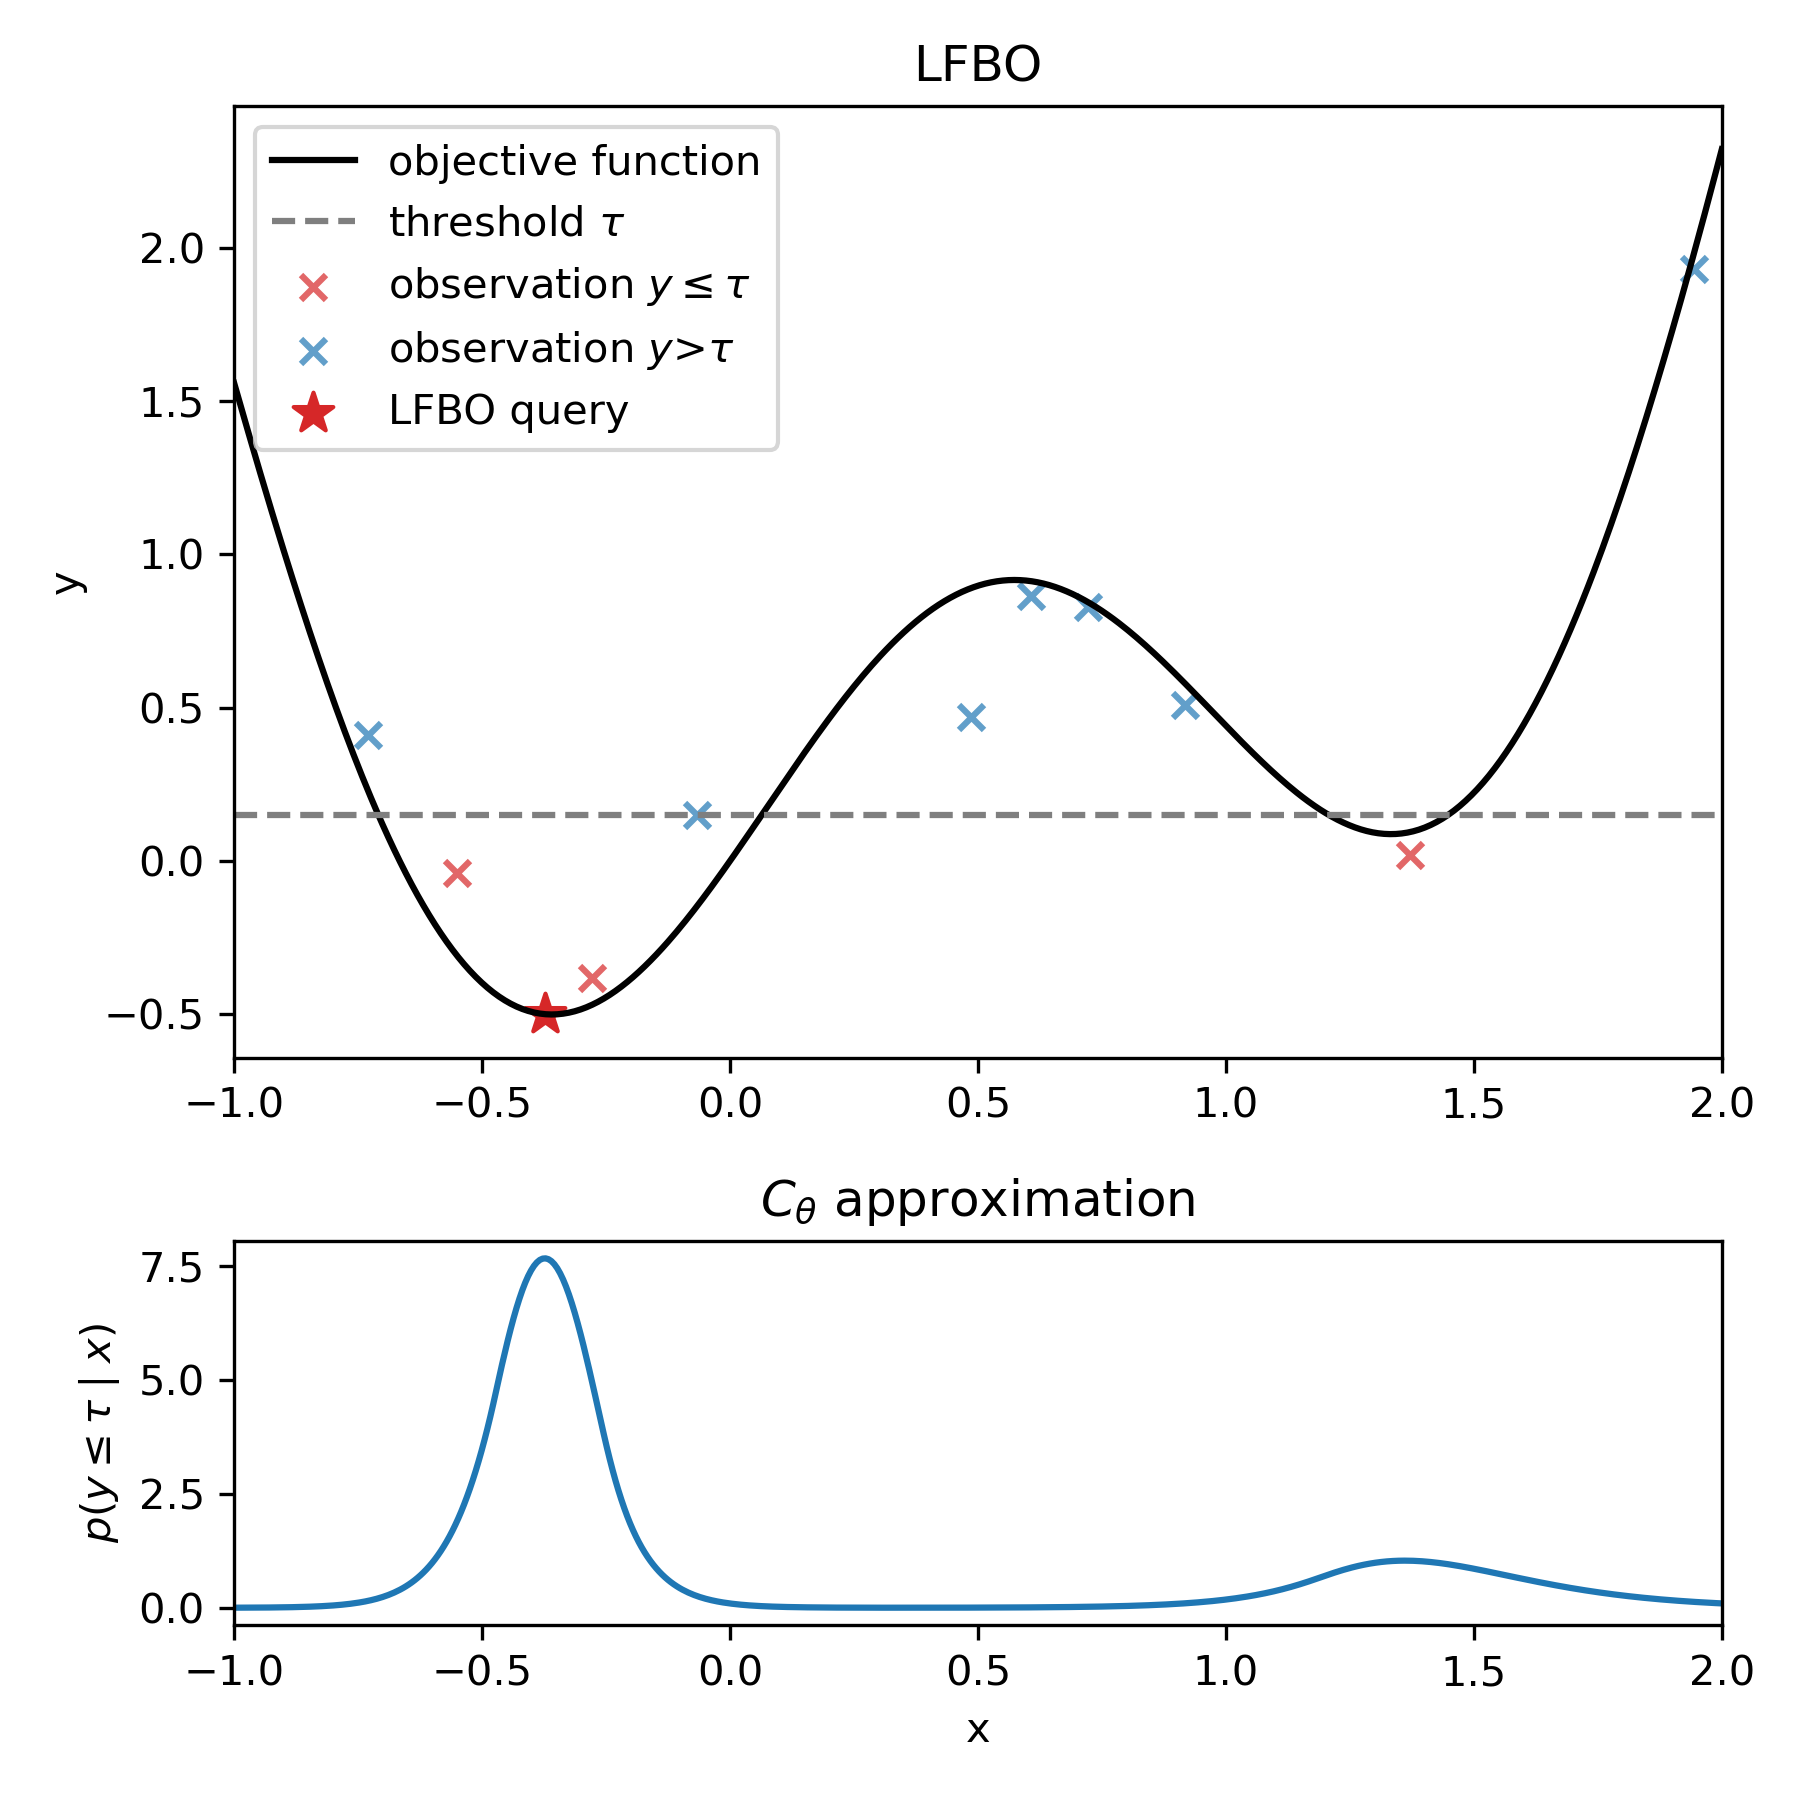 LFBO
objective function
threshold τ
observation y ≤ τ
observation y>τ
LFBO query
y
2.0
1.5
1.0
0.5
0.0
−0.5
−1.0 −0.5 0.0 0.5 1.0 1.5 2.0
Cθ approximation
p(y ≤ τ | x)
7.5
5.0
2.5
0.0
−1.0 −0.5 0.0 0.5 1.0 1.5 2.0
x